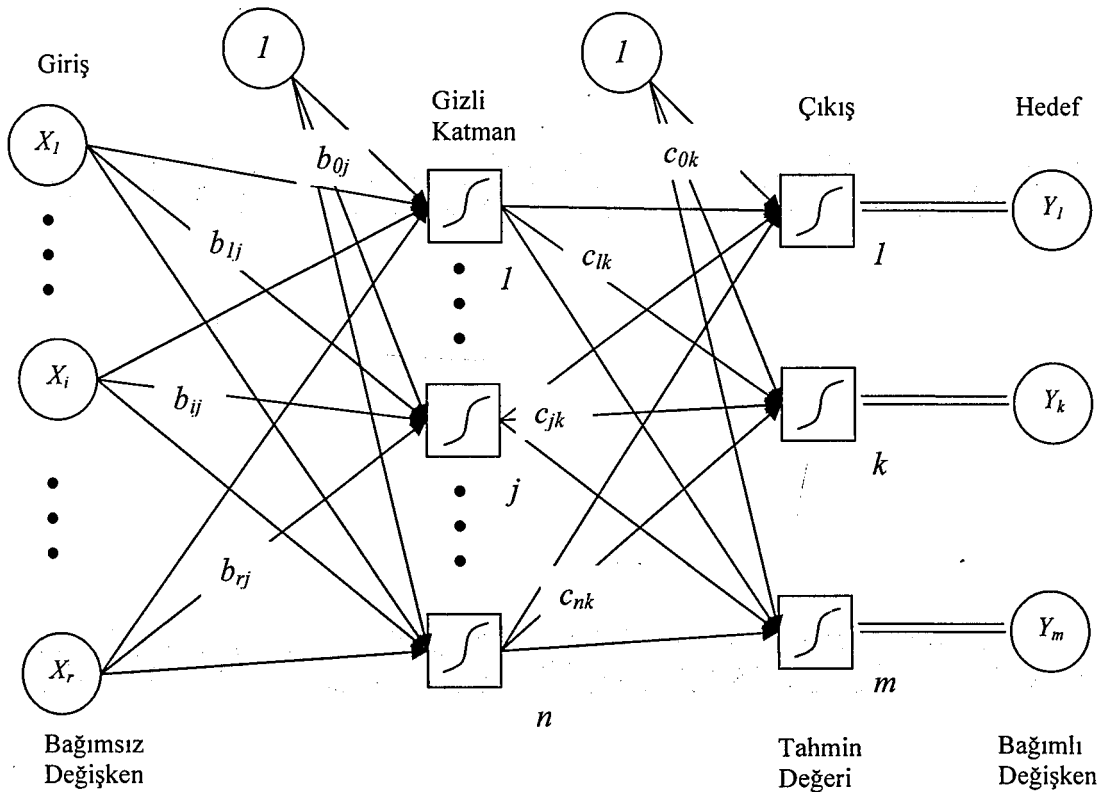 1
1
Giriş
Gizli
Katman
Çıkış
Hedef
X1
b0j
c0k
Y1
b1j
c1k
1
1
Xi
bij
cjk
Yk
j
k
brj
cnk
Xr
Ym
n
m
Bağımsız
Değişken
Tahmin
Değeri
Bağımlı
Değişken